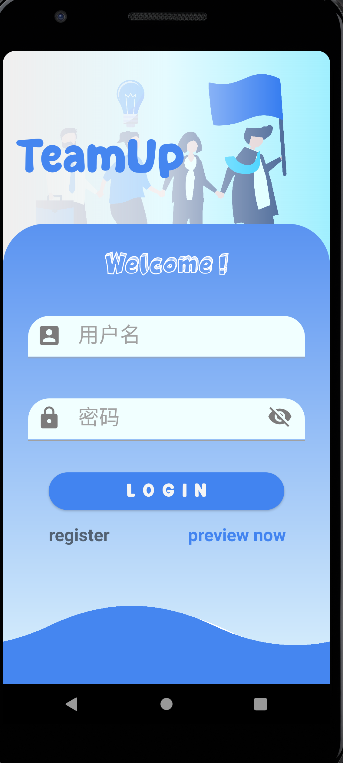 TeamUp
Welcome!
用户名
密码
LOGIN
register
preview now